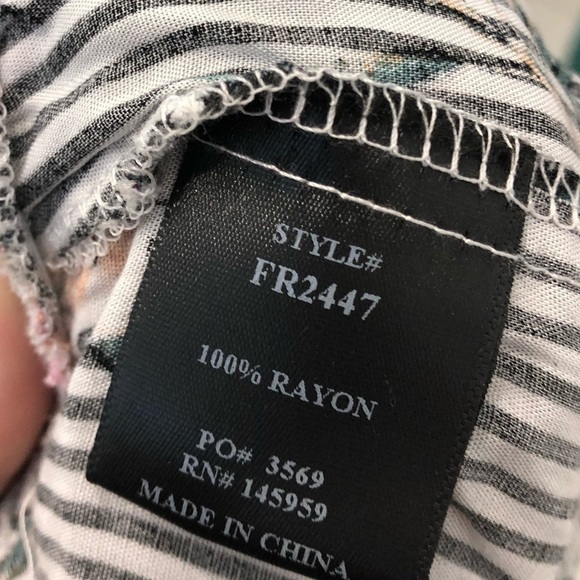 STYLE#
FR2447
100% RAYON
PO# 3569
RN# 145959
MADE IN CHINA